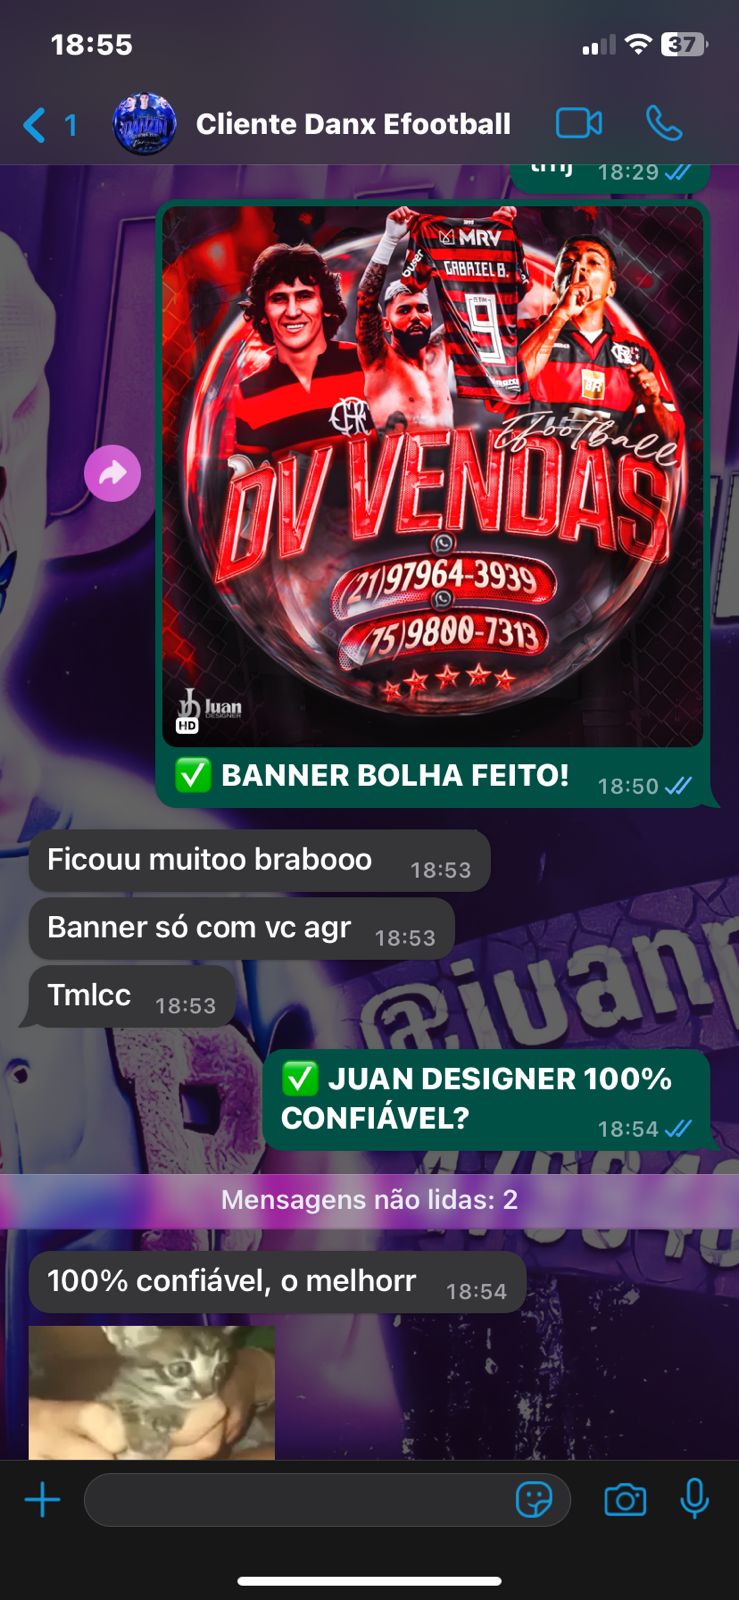 18:55
37
1
Cliente Danx Efootball
tmj 18:29
MRV
GABRIEL B.
9
BR
Efootball
DV VENDAS
(21)97964-3939
75)9800-7313
Juan
DESIGNER
HD
✅ BANNER BOLHA FEITO! 18:50
Ficouu muitoo brabooo 18:53
Banner só com vc agr 18:53
Tmlcc 18:53
@juanp
✅ JUAN DESIGNER 100%
CONFIÁVEL? 18:54
Mensagens não lidas: 2
100% confiável, o melhorr 18:54